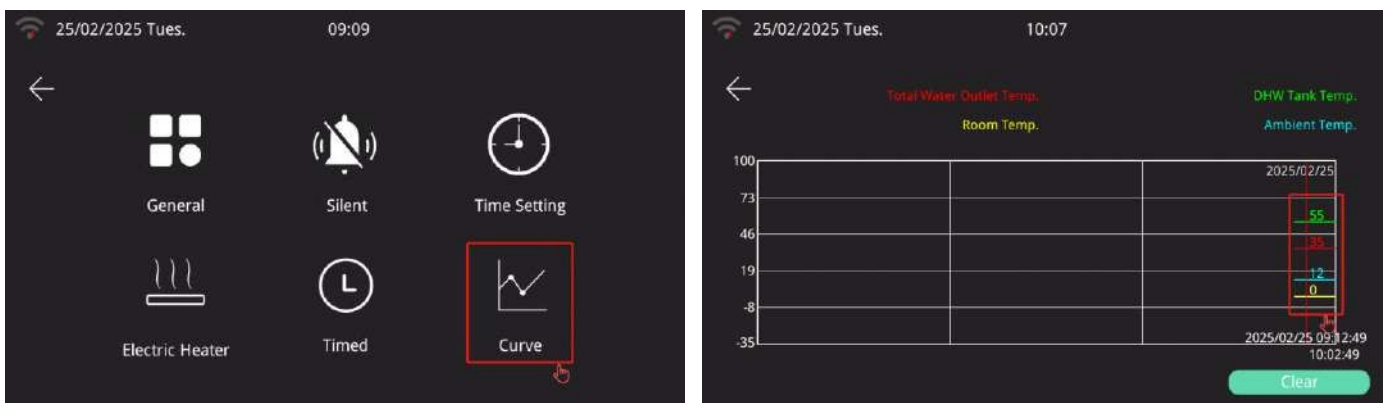 25/02/2025 Tues. 09:09
General Silent Time Setting
Electric Heater Timed Curve
25/02/2025 Tues. 10:07
Total Water Outlet Temp. DHW Tank Temp.
Room Temp. Ambient Temp.
100
2025/02/25
73
55
46
35
19
12
0
-8
-35
2025/02/25 09:12:49
10:02:49
Clear